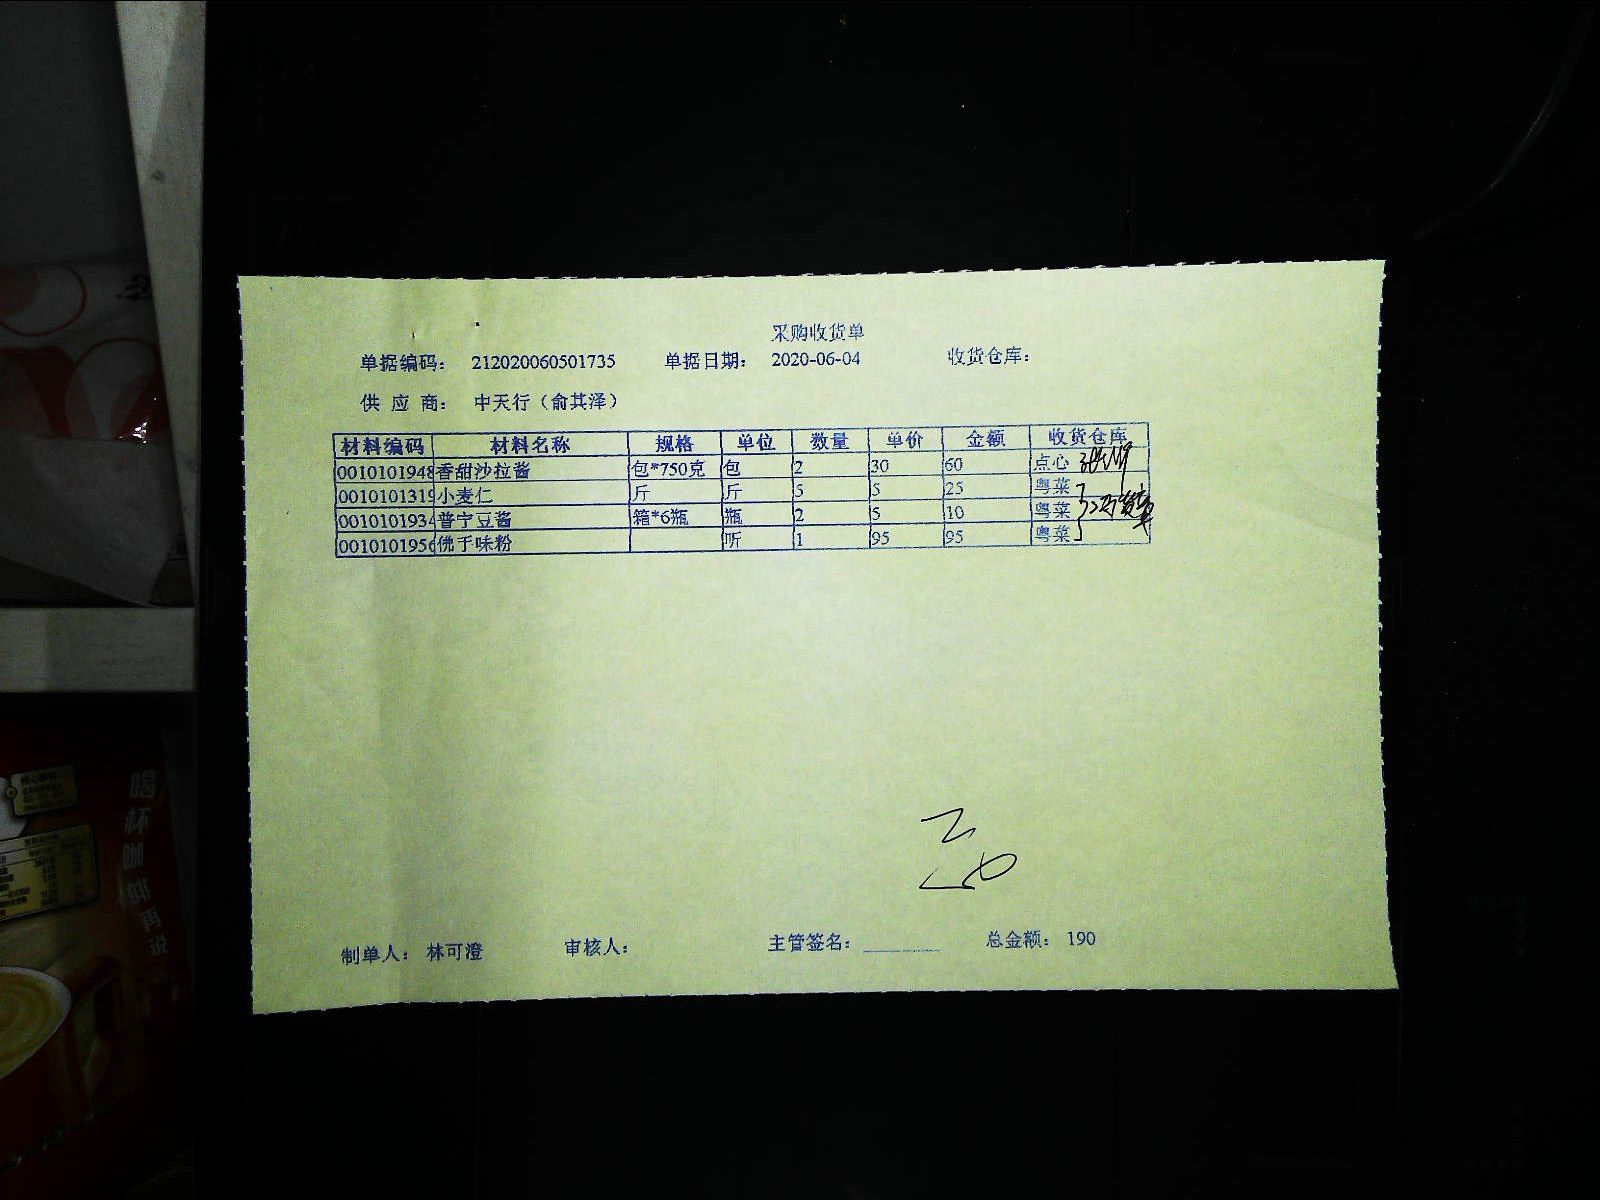 采购收货单
单据编码： 212020060501735 单据日期： 2020-06-04 收货仓库：
供 应 商： 中天行（俞其泽）
材料编码 材料名称 规格 单位 数量 单价 金额 收货仓库
0010101948 香甜沙拉酱 包*750克 包 2 30 60 点心
0010101319 小麦仁 斤 斤 5 5 25 粤菜
0010101934 普宁豆酱 箱*6瓶 瓶 2 5 10 粤菜
0010101956 佛手味粉 听 1 95 95 粤菜
制单人： 林可澄 审核人： 主管签名： 总金额： 190
喝杯咖啡再说